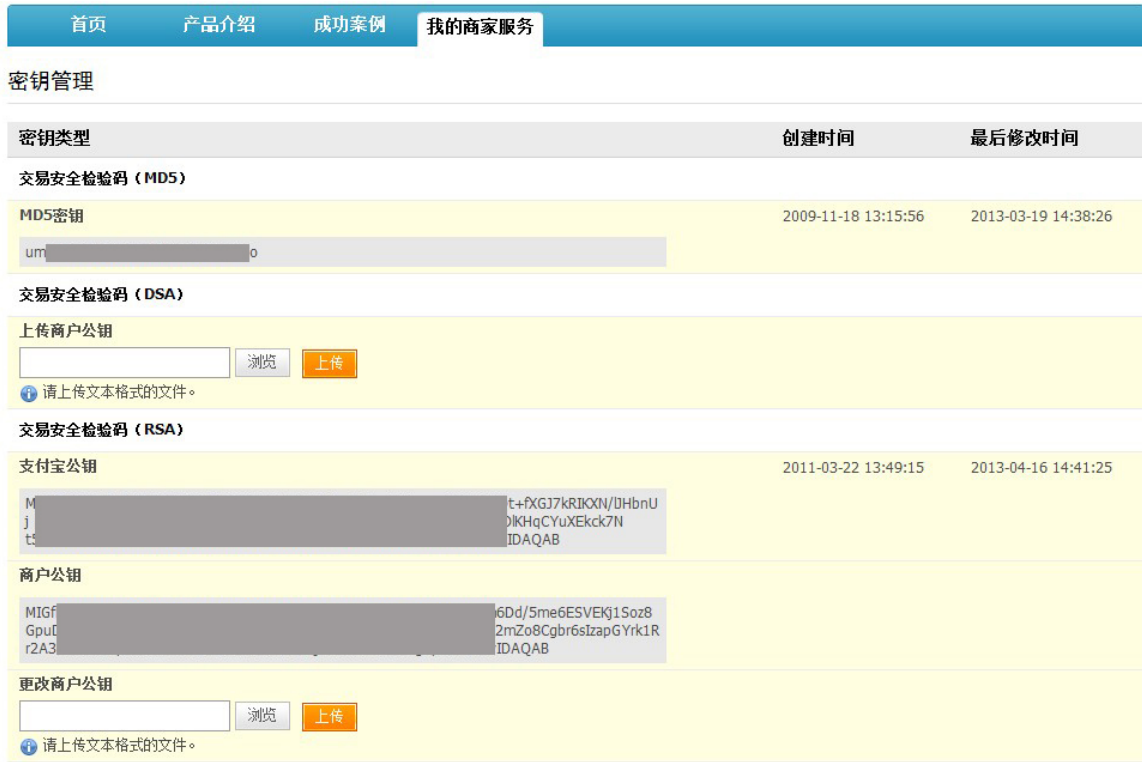 首页 产品介绍 成功案例 我的商家服务
密钥管理
密钥类型 创建时间 最后修改时间
交易安全检验码(MD5)
MD5密钥 2009-11-18 13:15:56 2013-03-19 14:38:26
um o
交易安全检验码(DSA)
上传商户公钥
浏览 上传
请上传文本格式的文件。
交易安全检验码(RSA)
支付宝公钥 2011-03-22 13:49:15 2013-04-16 14:41:25
M t+fXGJ7kRIKXN/IJHbnU
j KHqCYuXEkck7N
t IDAQAB
商户公钥
MIGf 6Dd/5me6ESVEKj1Soz8
Gpu 2mZo8Cgbr6sIzapGYrk1R
r2A3 IDAQAB
更改商户公钥
浏览 上传
请上传文本格式的文件。